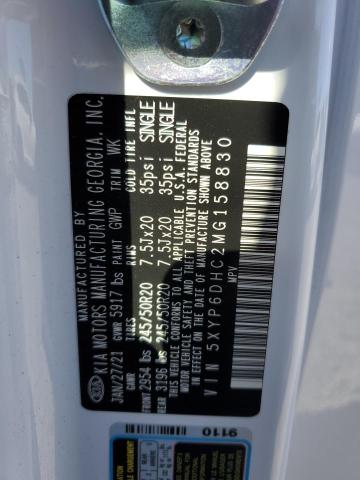 MANUFACTURED BY
KIA
KIA MOTORS MANUFACTURING GEORGIA, INC.
JAN/27/21 GVWR 5917 lbs PAINT GWP TRIM WK
GAWR TIRES RIMS COLD TIRE INFL
FRONT 2954 lbs 245/50R20 7.5Jx20 35psi SINGLE
REAR 3196 lbs 245/50R20 7.5Jx20 35psi SINGLE
THIS VEHICLE CONFORMS TO ALL APPLICABLE U.S.A. FEDERAL
MOTOR VEHICLE SAFETY AND THEFT PREVENTION STANDARDS
IN EFFECT ON THE DATE OF MANUFACTURE SHOWN ABOVE
VIN 5XYP6DHC2MG158830
MPV
9110